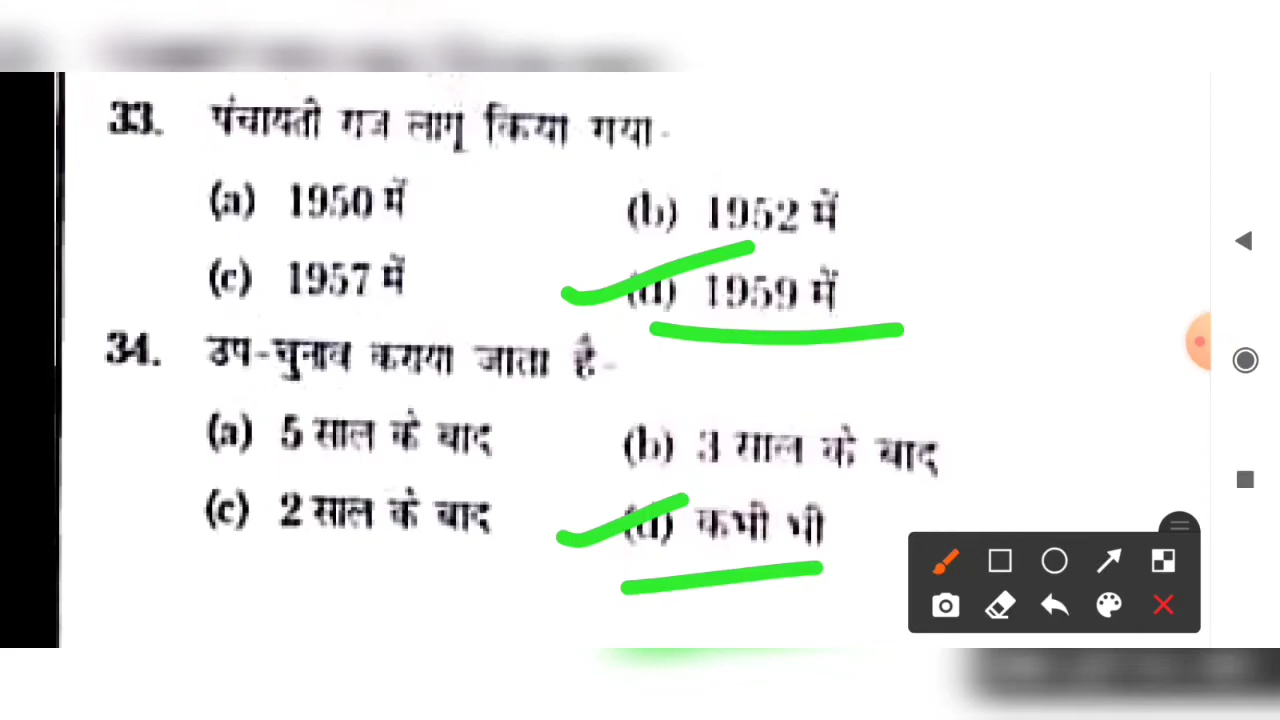 33. पंचायती राज लागू किया गया-
(a) 1950 में (b) 1952 में
(c) 1957 में (d) 1959 में
34. उप-चुनाव कराया जाता है-
(a) 5 साल के बाद (b) 3 साल के बाद
(c) 2 साल के बाद (d) कभी भी